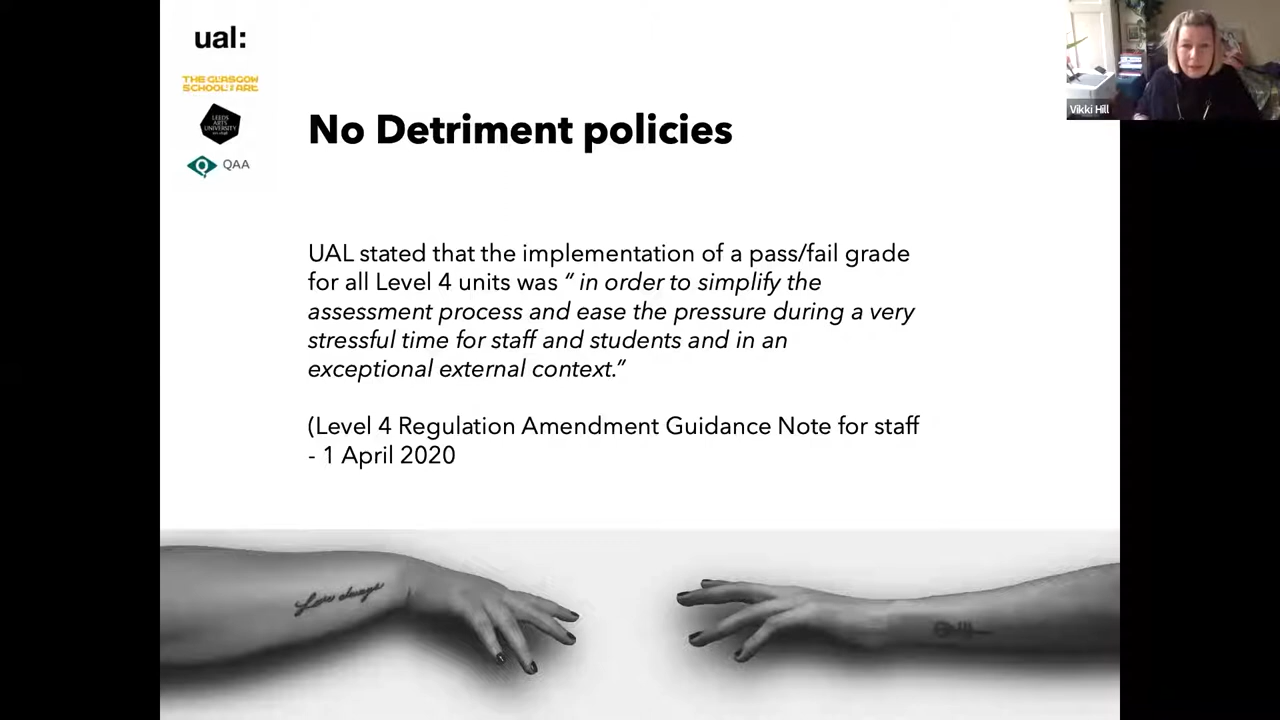 ual:
THE GLASGOW
SCHOOL OF ART
LEEDS
ARTS
UNIVERSITY
QAA
Vikki Hill
No Detriment policies
UAL stated that the implementation of a pass/fail grade
for all Level 4 units was “ in order to simplify the
assessment process and ease the pressure during a very
stressful time for staff and students and in an
exceptional external context.”
(Level 4 Regulation Amendment Guidance Note for staff
- 1 April 2020
Love always